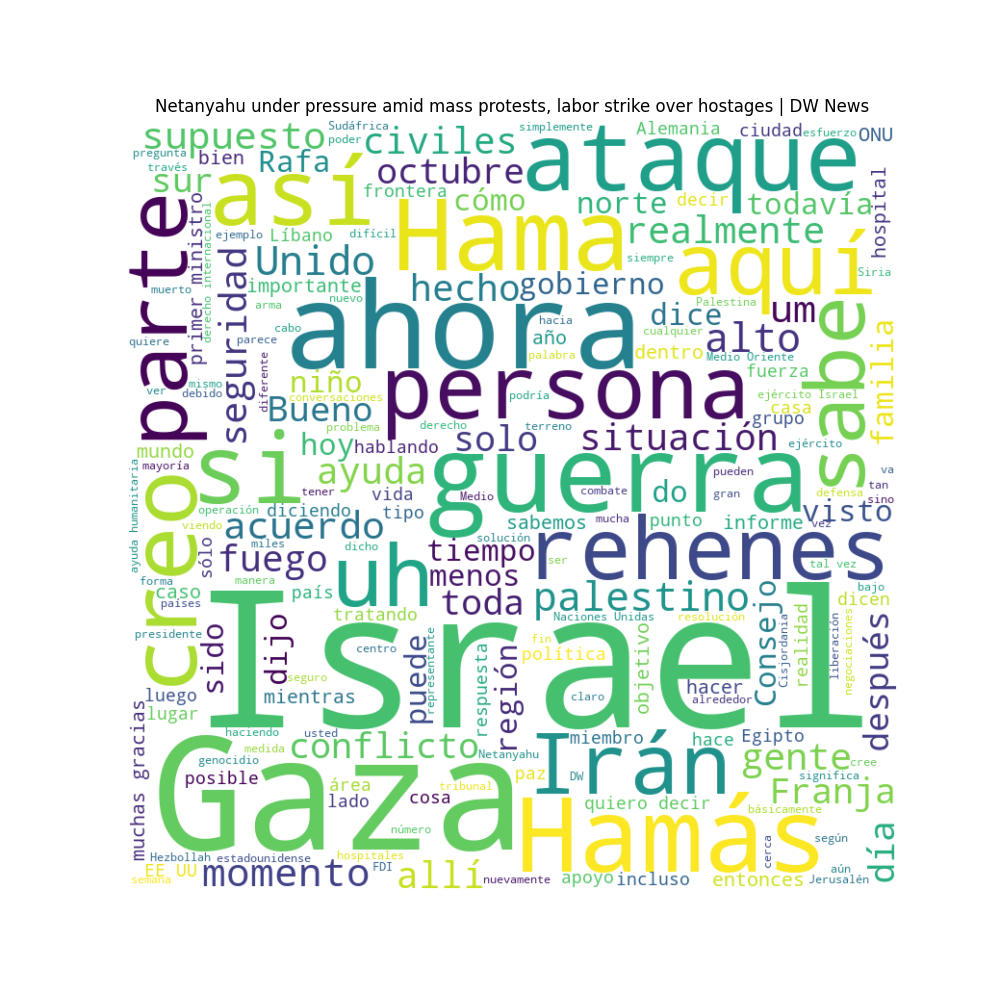 Netanyahu under pressure amid mass protests, labor strike over hostages | DW News
supuesto
Sudáfrica
poder
civiles
simplemente
ataque
Alemania
ciudad
esfuerzo
ONU
pregunta
través
bien
Rafa
octubre
sur
así
frontera
cómo
norte
decir
todavía
hospital
parte
primer ministro
derecho internacional
ejemplo
Líbano
difícil
Hama
realmente
aquí
siempre
Siria
muerto
seguridad
Unido
importante
hecho
gobierno
Palestina
arma
nuevo
ahora
hacia
dice
um
sabe
quiere
parece
cabo
año
cualquier
alto
familia
palabra
dentro
Medio Oriente
diferente
niño
persona
fuerza
ver
mismo
debido
conversaciones
podría
ejército Israel
casa
Bueno
grupo
problema
derecho
terreno
mundo
mayoría
si
hoy
hablando
solo
situación
ejército
ayuda humanitaria
creo
ayuda
guerra
pueden
va
tan
sino
tener
vida
Medio
combate
do
gran
defensa
operación
diciendo
tipo
visto
viendo
acuerdo
sabemos
mucha
punto
informe
vez
sólo
miles
fuego
dicho
tiempo
solución
rehenes
tal vez
forma
manera
uh
menos
ser
bajo
caso
países
país
toda
palestino
Consejo
dicen
tratando
Naciones Unidas
resolución
realidad
liberación
presidente
sido
dijo
Israel
centro
puede
representante
respuesta
región
fin
política
objetivo
Cisjordania
negociaciones
después
seguro
luego
mientras
claro
hacer
alrededor
lugar
muchas gracias
haciendo
usted
Gaza
genocidio
medida
conflicto
Netanyahu
Irán
miembro
hace
Egipto
gente
cree
posible
área
paz
DW
significa
tribunal
lado
cosa
quiero decir
Franja
básicamente
número
Hamás
cerca
según
día
Hezbollah
estadounidense
hospitales
EE UU
FDI
aún
semana
momento
allí
nuevamente
apoyo
incluso
entonces
Jerusalén